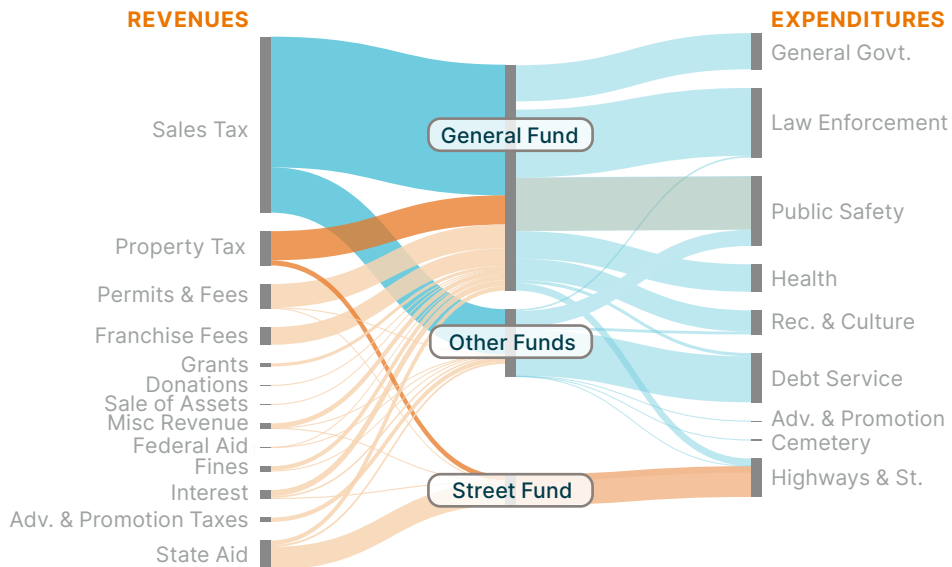 REVENUES
EXPENDITURES
Sales Tax
Property Tax
Permits & Fees
Franchise Fees
Grants
Donations
Sale of Assets
Misc Revenue
Federal Aid
Fines
Interest
Adv. & Promotion Taxes
State Aid
General Fund
Other Funds
Street Fund
General Govt.
Law Enforcement
Public Safety
Health
Rec. & Culture
Debt Service
Adv. & Promotion
Cemetery
Highways & St.